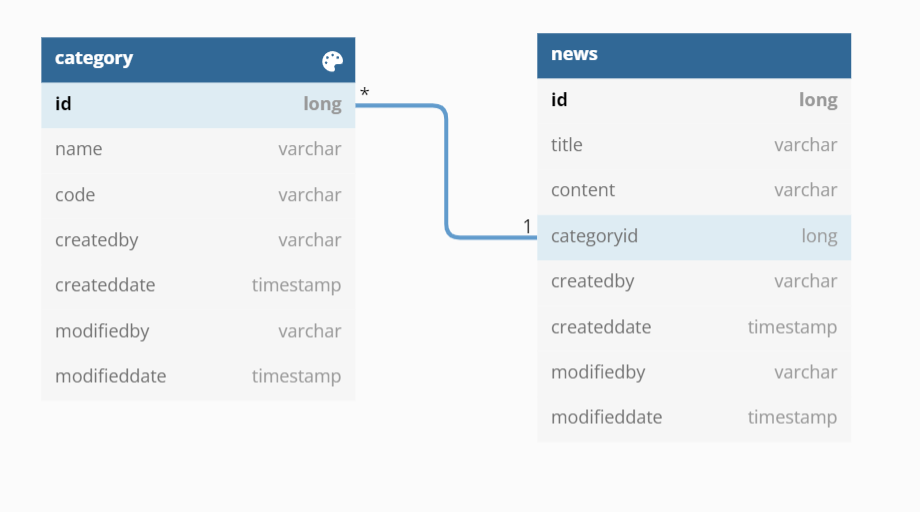 category
id long
name varchar
code varchar
createdby varchar
createddate timestamp
modifiedby varchar
modifieddate timestamp
*
1
news
id long
title varchar
content varchar
categoryid long
createdby varchar
createddate timestamp
modifiedby varchar
modifieddate timestamp